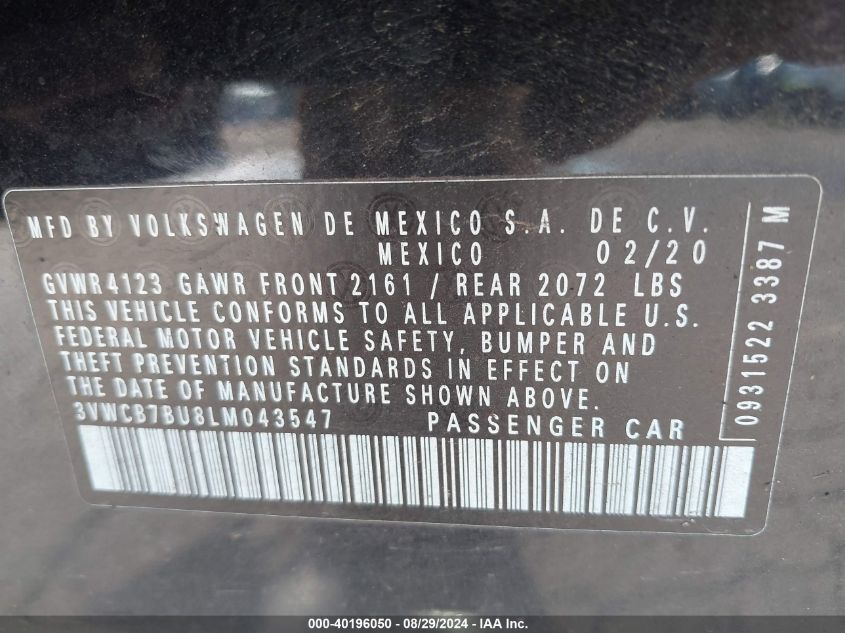 MFD BY VOLKSWAGEN DE MEXICO S.A. DE C.V.
MEXICO 02/20
GVWR4123 GAWR FRONT 2161 / REAR 2072 LBS
THIS VEHICLE CONFORMS TO ALL APPLICABLE U.S.
FEDERAL MOTOR VEHICLE SAFETY, BUMPER AND
THEFT PREVENTION STANDARDS IN EFFECT ON
THE DATE OF MANUFACTURE SHOWN ABOVE.
3VWCB7BU8LM043547 PASSENGER CAR
0931522 3387 M
000-40196050 - 08/29/2024 - IAA Inc.